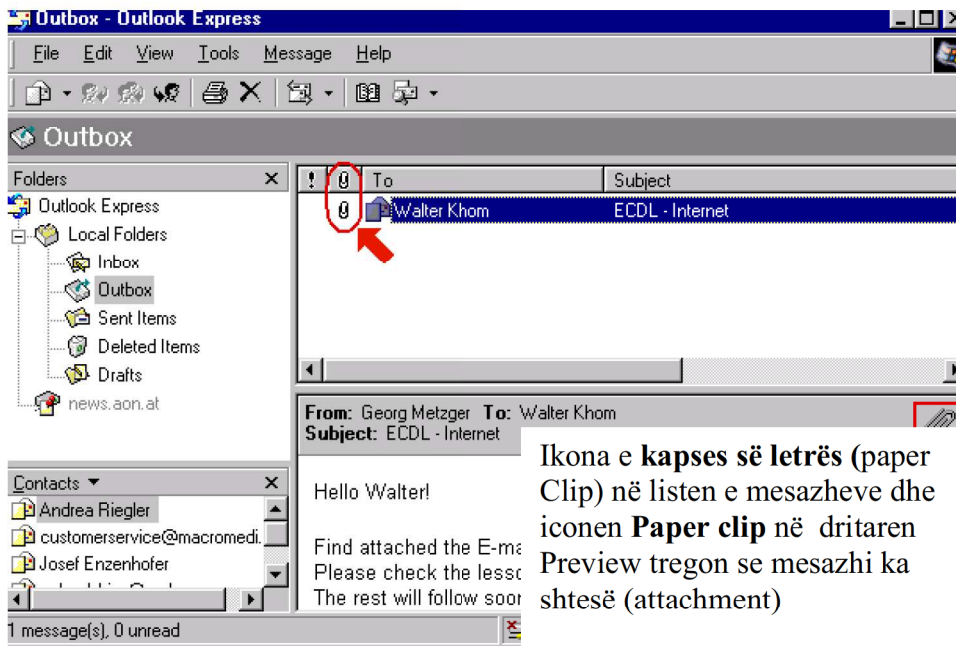 Outbox - Outlook Express
File Edit View Tools Message Help
Outbox
Folders
Outlook Express
Local Folders
Inbox
Outbox
Sent Items
Deleted Items
Drafts
news.aon.at
! To Subject
Walter Khom ECDL - Internet
From: Georg Metzger To: Walter Khom
Subject: ECDL - Internet
Hello Walter!
Find attached the E-ma
Please check the lesso
The rest will follow soor
Contacts
Andrea Riegler
customerservice@macromedi.
Josef Enzenhofer
1 message(s), 0 unread
Ikona e kapses së letrës (paper
Clip) në listen e mesazheve dhe
iconen Paper clip në dritaren
Preview tregon se mesazhi ka
shtesë (attachment)